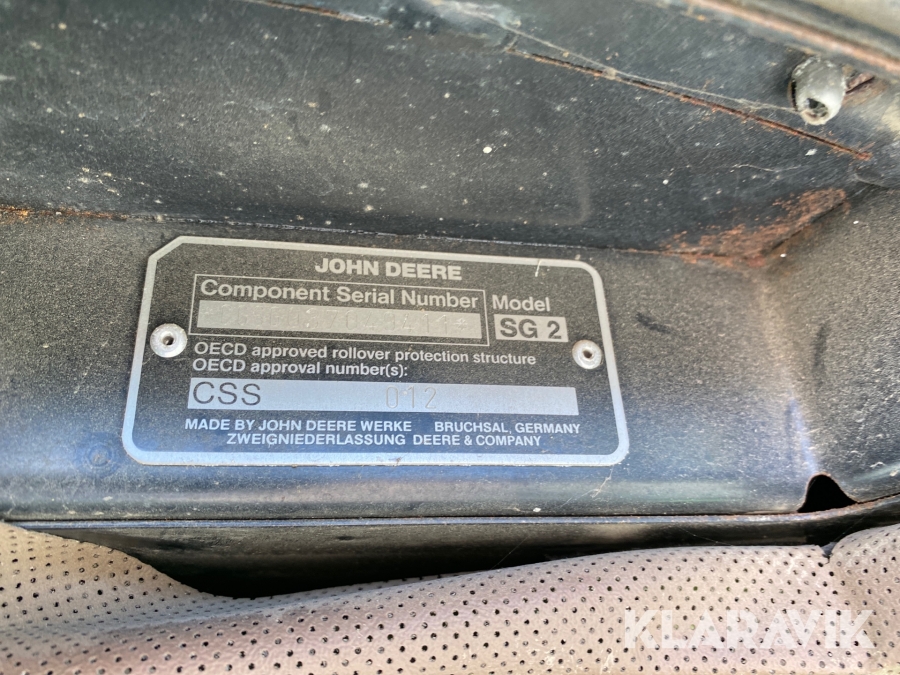 JOHN DEERE
Component Serial Number
Model
SG 2
OECD approved rollover protection structure
OECD approval number(s):
CSS 012
MADE BY JOHN DEERE WERKE BRUCHSAL, GERMANY
ZWEIGNIEDERLASSUNG DEERE & COMPANY
KLARAVIK